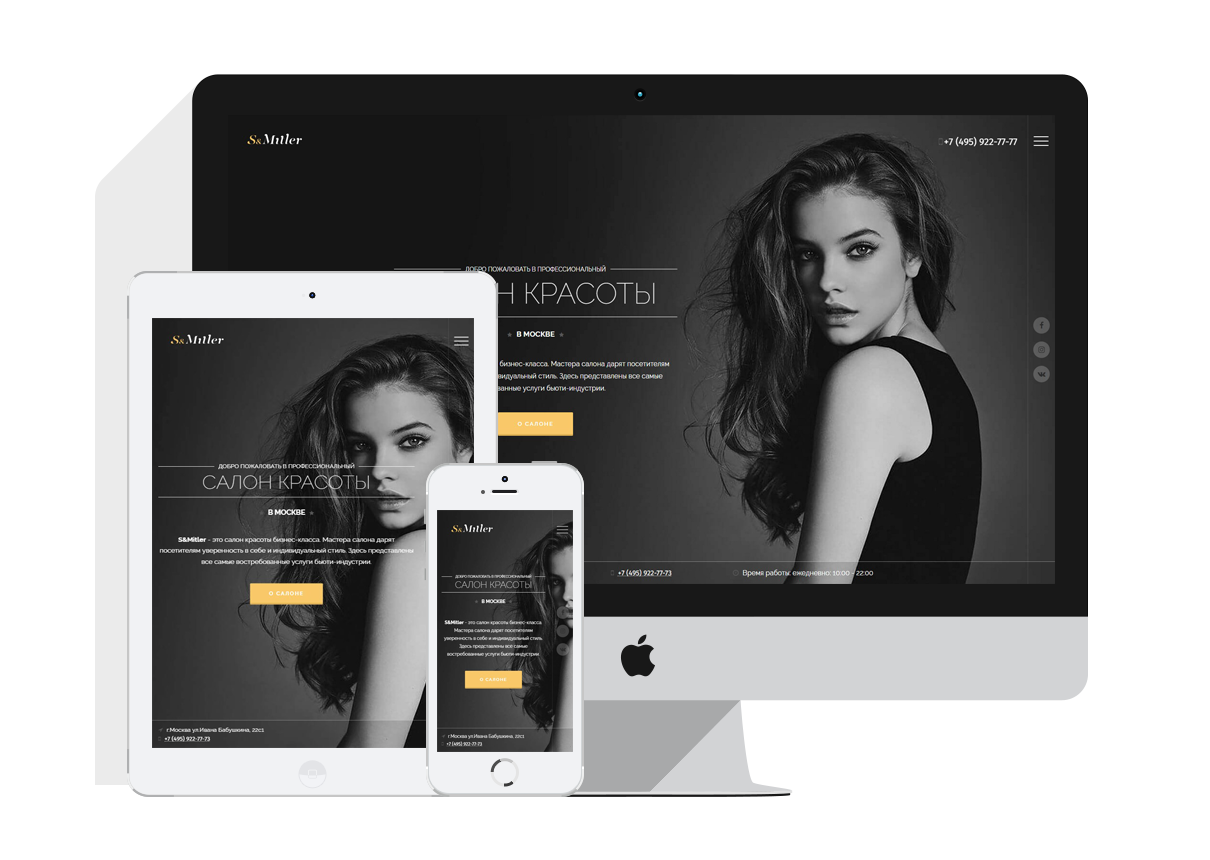 S&Mitler
+7 (495) 922-77-77
ДОБРО ПОЖАЛОВАТЬ В ПРОФЕССИОНАЛЬНЫЙ
Н КРАСОТЫ
В МОСКВЕ
бизнес-класса. Мастера салона дарят посетителям
видуальный стиль. Здесь представлены все самые
ванные услуги бьюти-индустрии.
О САЛОНЕ
+7 (495) 922-77-73
Время работы: ежедневно: 10:00 - 22:00
S&Mitler
ДОБРО ПОЖАЛОВАТЬ В ПРОФЕССИОНАЛЬНЫЙ
САЛОН КРАСОТЫ
В МОСКВЕ
S&Mitler - это салон красоты бизнес-класса. Мастера салона дарят
посетителям уверенность в себе и индивидуальный стиль. Здесь представлены
все самые востребованные услуги бьюти-индустрии.
О САЛОНЕ
г.Москва ул.Ивана Бабушкина, 22с1
+7 (495) 922-77-73
S&Mitler
ДОБРО ПОЖАЛОВАТЬ В ПРОФЕССИОНАЛЬНЫЙ
САЛОН КРАСОТЫ
В МОСКВЕ
S&Mitler - это салон красоты бизнес-класса.
Мастера салона дарят посетителям
уверенность в себе и индивидуальный стиль.
Здесь представлены все самые
востребованные услуги бьюти-индустрии.
О САЛОНЕ
г.Москва ул.Ивана Бабушкина, 22с1
+7 (495) 922-77-73